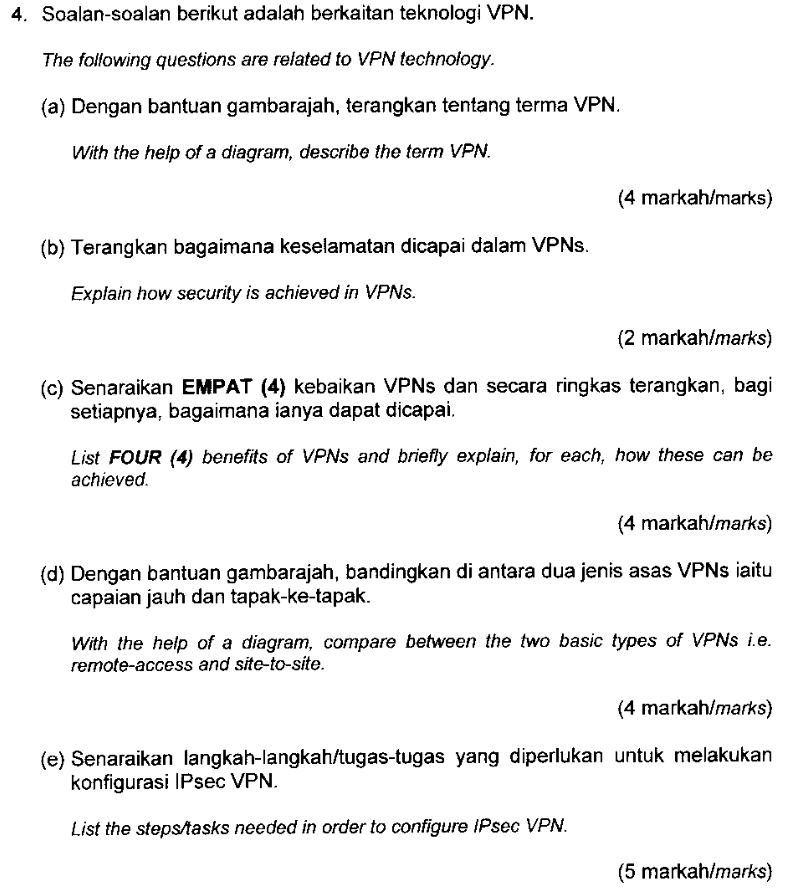 4. Soalan-soalan berikut adalah berkaitan teknologi VPN.
The following questions are related to VPN technology.
(a) Dengan bantuan gambarajah, terangkan tentang terma VPN.
With the help of a diagram, describe the term VPN.
(4 markah/marks)
(b) Terangkan bagaimana keselamatan dicapai dalam VPNs.
Explain how security is achieved in VPNs.
(2 markah/marks)
(c) Senaraikan EMPAT (4) kebaikan VPNs dan secara ringkas terangkan, bagi
setiapnya, bagaimana ianya dapat dicapai.
List FOUR (4) benefits of VPNs and briefly explain, for each, how these can be
achieved.
(4 markah/marks)
(d) Dengan bantuan gambarajah, bandingkan di antara dua jenis asas VPNs iaitu
capaian jauh dan tapak-ke-tapak.
With the help of a diagram, compare between the two basic types of VPNs i.e.
remote-access and site-to-site.
(4 markah/marks)
(e) Senaraikan langkah-langkah/tugas-tugas yang diperlukan untuk melakukan
konfigurasi IPsec VPN.
List the steps/tasks needed in order to configure IPsec VPN.
(5 markah/marks)